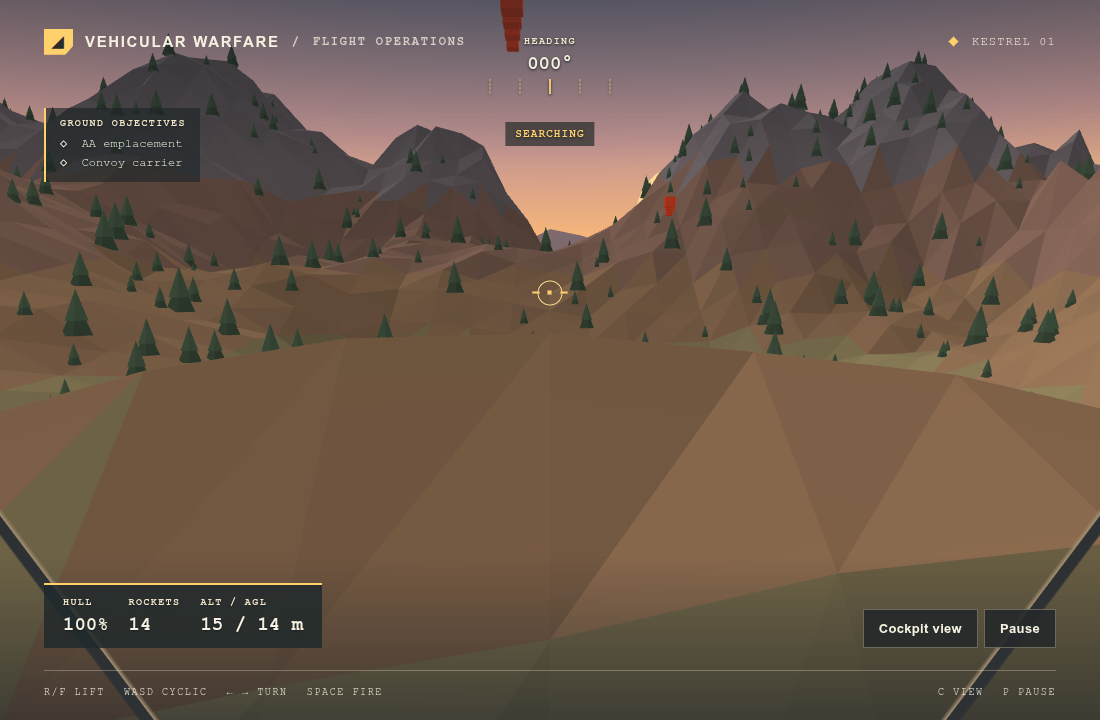 VEHICULAR WARFARE / FLIGHT OPERATIONS
HEADING
000°
KESTREL 01
SEARCHING
GROUND OBJECTIVES
AA emplacement
Convoy carrier
HULL ROCKETS ALT / AGL
100% 14 15 / 14 m
Cockpit view Pause
R/F LIFT WASD CYCLIC ← → TURN SPACE FIRE
C VIEW P PAUSE